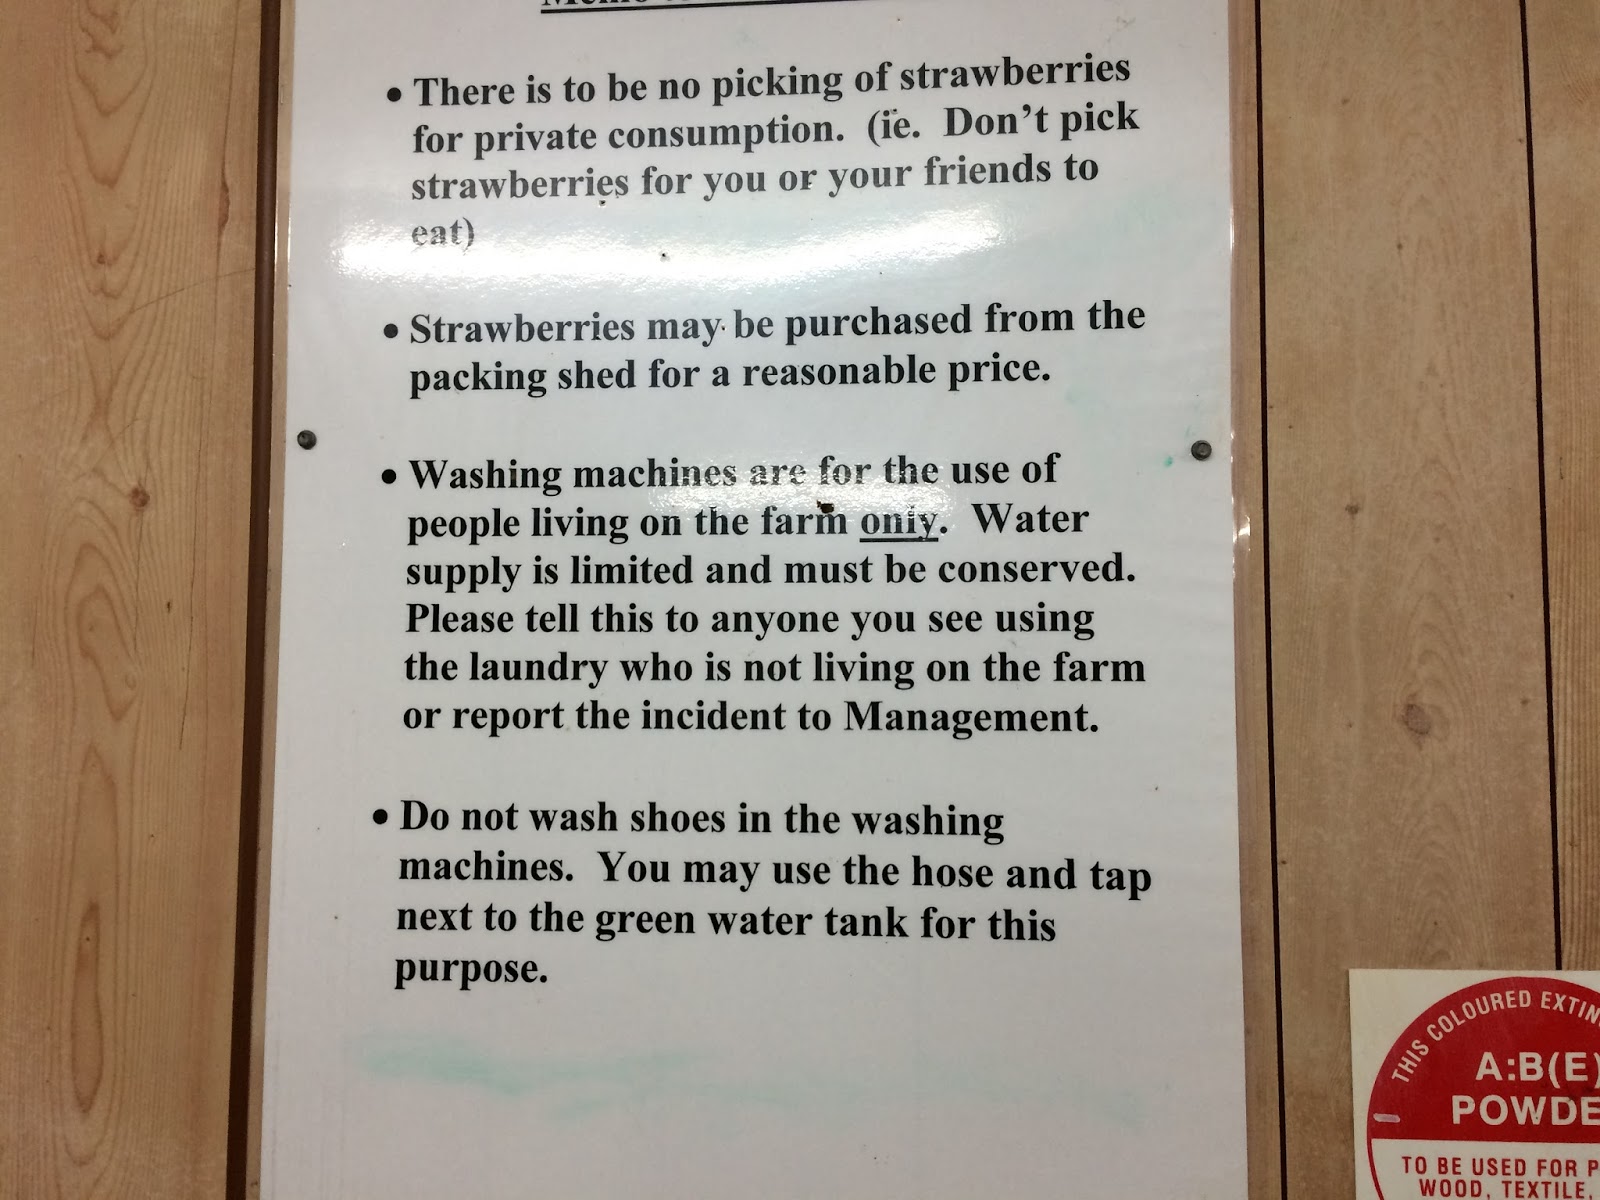 Memo
• There is to be no picking of strawberries
for private consumption. (ie. Don't pick
strawberries for you or your friends to
eat)
• Strawberries may be purchased from the
packing shed for a reasonable price.
• Washing machines are for the use of
people living on the farm only. Water
supply is limited and must be conserved.
Please tell this to anyone you see using
the laundry who is not living on the farm
or report the incident to Management.
• Do not wash shoes in the washing
machines. You may use the hose and tap
next to the green water tank for this
purpose.
THIS COLOURED
A:B(E)
TO BE USED FOR
WOOD, TEXTILE,